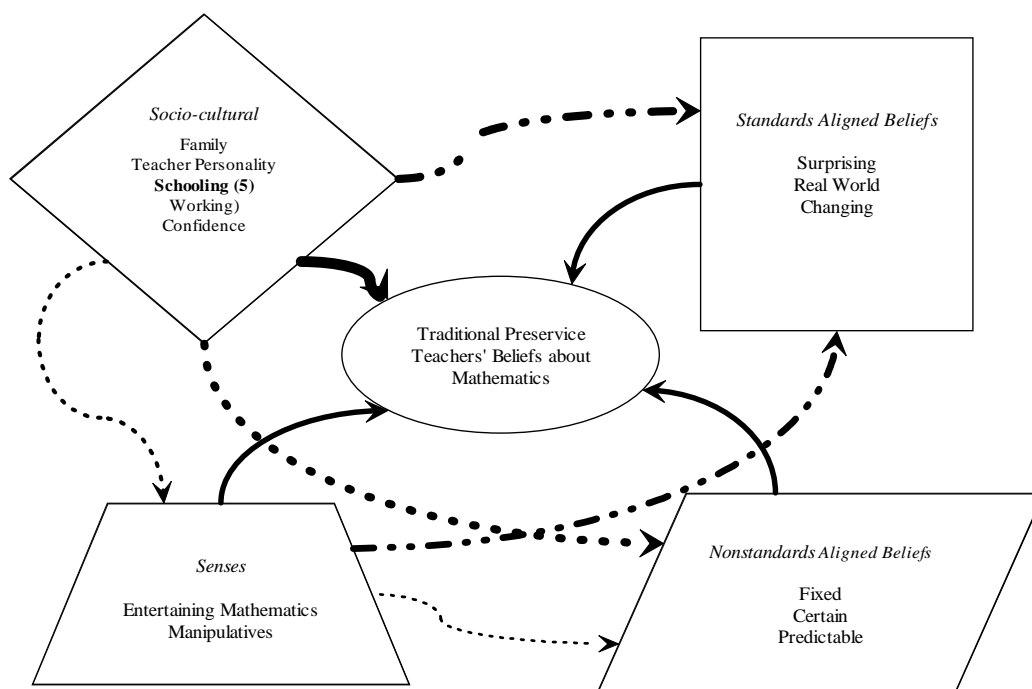 Socio-cultural
Family
Teacher Personality
Schooling (5)
Working)
Confidence
Standards Aligned Beliefs
Surprising
Real World
Changing
Traditional Preservice
Teachers' Beliefs about
Mathematics
Senses
Entertaining Mathematics
Manipulatives
Nonstandards Aligned Beliefs
Fixed
Certain
Predictable